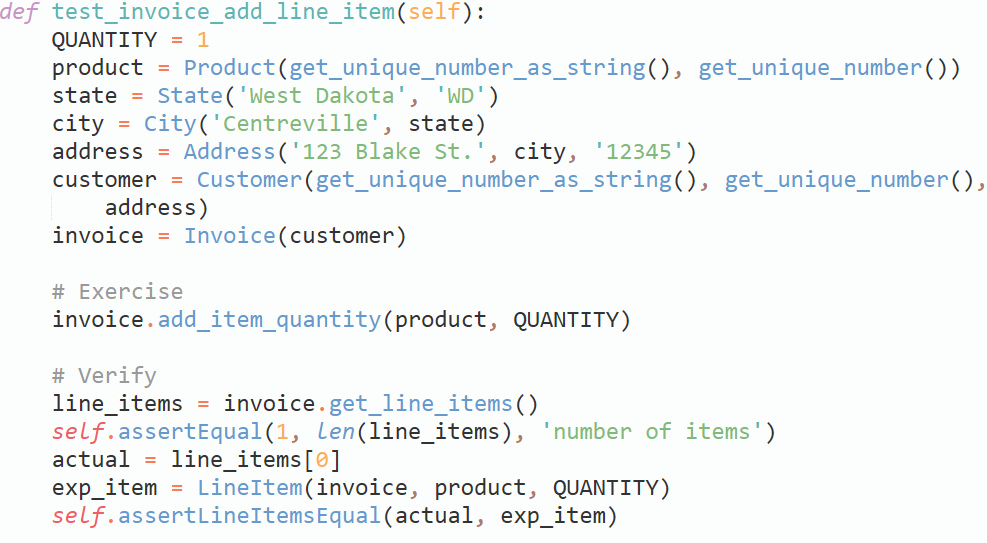 def test_invoice_add_line_item(self):
    QUANTITY = 1
    product = Product(get_unique_number_as_string(), get_unique_number())
    state = State('West Dakota', 'WD')
    city = City('Centreville', state)
    address = Address('123 Blake St.', city, '12345')
    customer = Customer(get_unique_number_as_string(), get_unique_number(),
        address)
    invoice = Invoice(customer)

    # Exercise
    invoice.add_item_quantity(product, QUANTITY)

    # Verify
    line_items = invoice.get_line_items()
    self.assertEqual(1, len(line_items), 'number of items')
    actual = line_items[0]
    exp_item = LineItem(invoice, product, QUANTITY)
    self.assertLineItemsEqual(actual, exp_item)